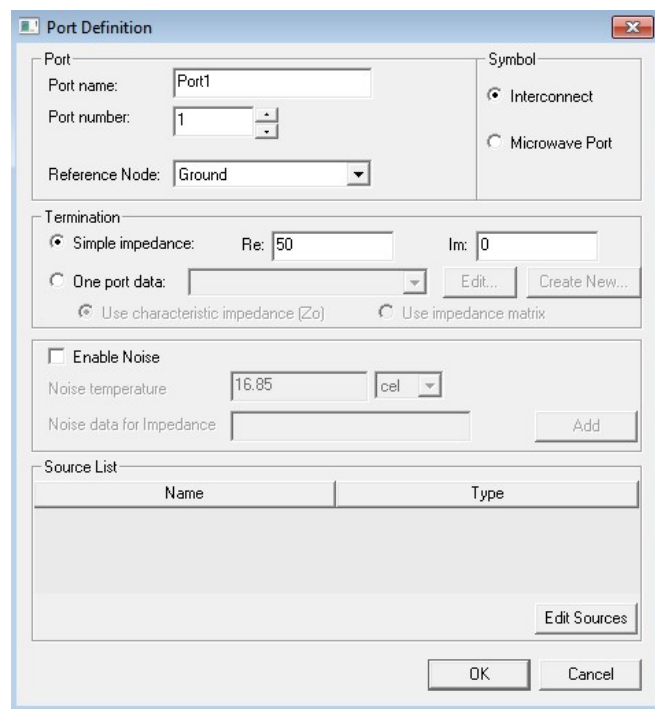 Port Definition
Port
Port name: Port1
Port number: 1
Reference Node: Ground
Symbol
Interconnect
Microwave Port
Termination
Simple impedance: Re: 50 Im: 0
One port data: Edit... Create New...
Use characteristic impedance (Zo) Use impedance matrix
Enable Noise
Noise temperature 16.85 cel
Noise data for Impedance Add
Source List
Name Type
Edit Sources
OK Cancel